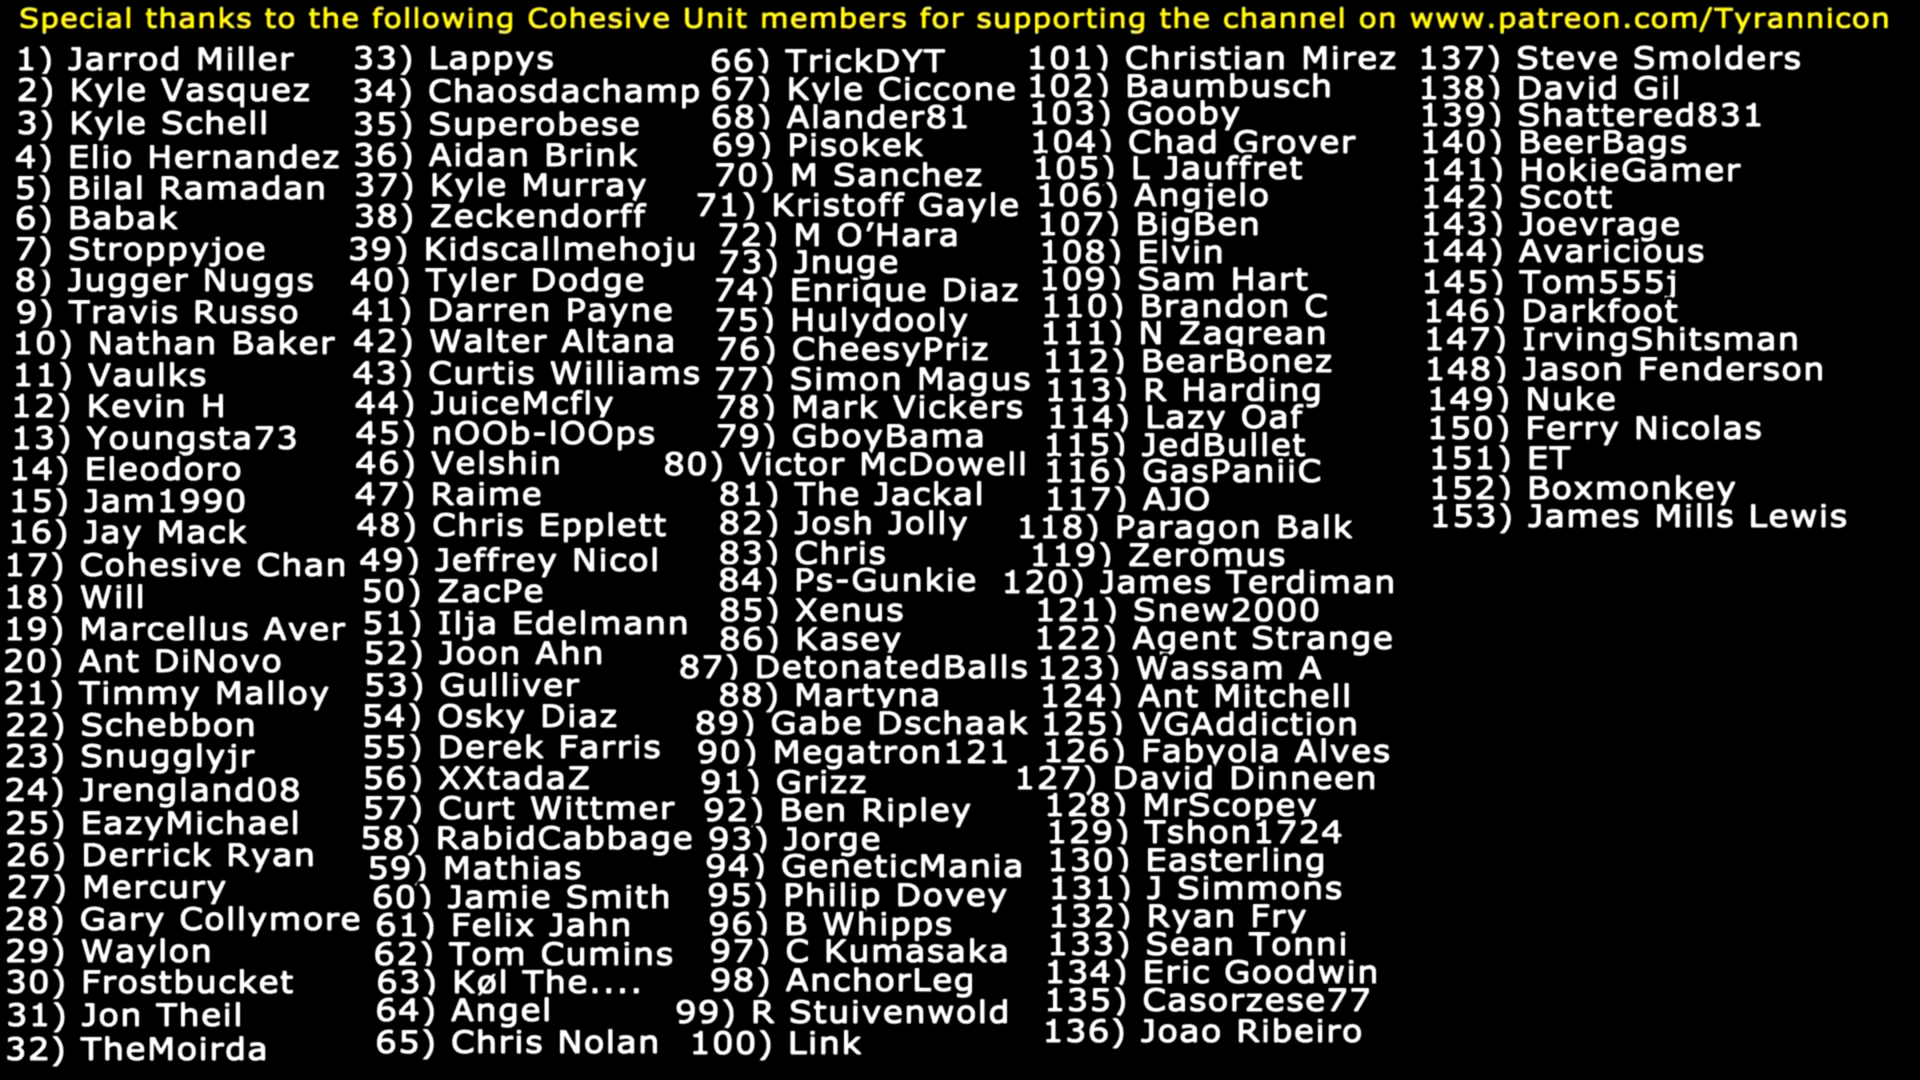 Special thanks to the following Cohesive Unit members for supporting the channel on www.patreon.com/Tyrannicon
1) Jarrod Miller
2) Kyle Vasquez
3) Kyle Schell
4) Elio Hernandez
5) Bilal Ramadan
6) Babak
7) Stroppyjoe
8) Jugger Nuggs
9) Travis Russo
10) Nathan Baker
11) Vaulks
12) Kevin H
13) Youngsta73
14) Eleodoro
15) Jam1990
16) Jay Mack
17) Cohesive Chan
18) Will
19) Marcellus Aver
20) Ant DiNovo
21) Timmy Malloy
22) Schebbon
23) Snugglyjr
24) Jrengland08
25) EazyMichael
26) Derrick Ryan
27) Mercury
28) Gary Collymore
29) Waylon
30) Frostbucket
31) Jon Theil
32) TheMoirda
33) Lappys
34) Chaosdachamp
35) Superobese
36) Aidan Brink
37) Kyle Murray
38) Zeckendorff
39) Kidscallmehoju
40) Tyler Dodge
41) Darren Payne
42) Walter Altana
43) Curtis Williams
44) JuiceMcfly
45) nOOb-lOOps
46) Velshin
47) Raime
48) Chris Epplett
49) Jeffrey Nicol
50) ZacPe
51) Ilja Edelmann
52) Joon Ahn
53) Gulliver
54) Osky Diaz
55) Derek Farris
56) XXtadaZ
57) Curt Wittmer
58) RabidCabbage
59) Mathias
60) Jamie Smith
61) Felix Jahn
62) Tom Cumins
63) Køl The....
64) Angel
65) Chris Nolan
66) TrickDYT
67) Kyle Ciccone
68) Alander81
69) Pisokek
70) M Sanchez
71) Kristoff Gayle
72) M O'Hara
73) Jnuge
74) Enrique Diaz
75) Hulydooly
76) CheesyPriz
77) Simon Magus
78) Mark Vickers
79) GboyBama
80) Victor McDowell
81) The Jackal
82) Josh Jolly
83) Chris
84) Ps-Gunkie
85) Xenus
86) Kasey
87) DetonatedBalls
88) Martyna
89) Gabe Dschaak
90) Megatron121
91) Grizz
92) Ben Ripley
93) Jorge
94) GeneticMania
95) Philip Dovey
96) B Whipps
97) C Kumasaka
98) AnchorLeg
99) R Stuivenwold
100) Link
101) Christian Mirez
102) Baumbusch
103) Gooby
104) Chad Grover
105) L Jauffret
106) Angjelo
107) BigBen
108) Elvin
109) Sam Hart
110) Brandon C
111) N Zagrean
112) BearBonez
113) R Harding
114) Lazy Oaf
115) JedBullet
116) GasPaniiC
117) AJO
118) Paragon Balk
119) Zeromus
120) James Terdiman
121) Snew2000
122) Agent Strange
123) Wassam A
124) Ant Mitchell
125) VGAddiction
126) Fabyola Alves
127) David Dinneen
128) MrScopey
129) Tshon1724
130) Easterling
131) J Simmons
132) Ryan Fry
133) Sean Tonni
134) Eric Goodwin
135) Casorzese77
136) Joao Ribeiro
137) Steve Smolders
138) David Gil
139) Shattered831
140) BeerBags
141) HokieGamer
142) Scott
143) Joevrage
144) Avaricious
145) Tom555j
146) Darkfoot
147) IrvingShitsman
148) Jason Fenderson
149) Nuke
150) Ferry Nicolas
151) ET
152) Boxmonkey
153) James Mills Lewis